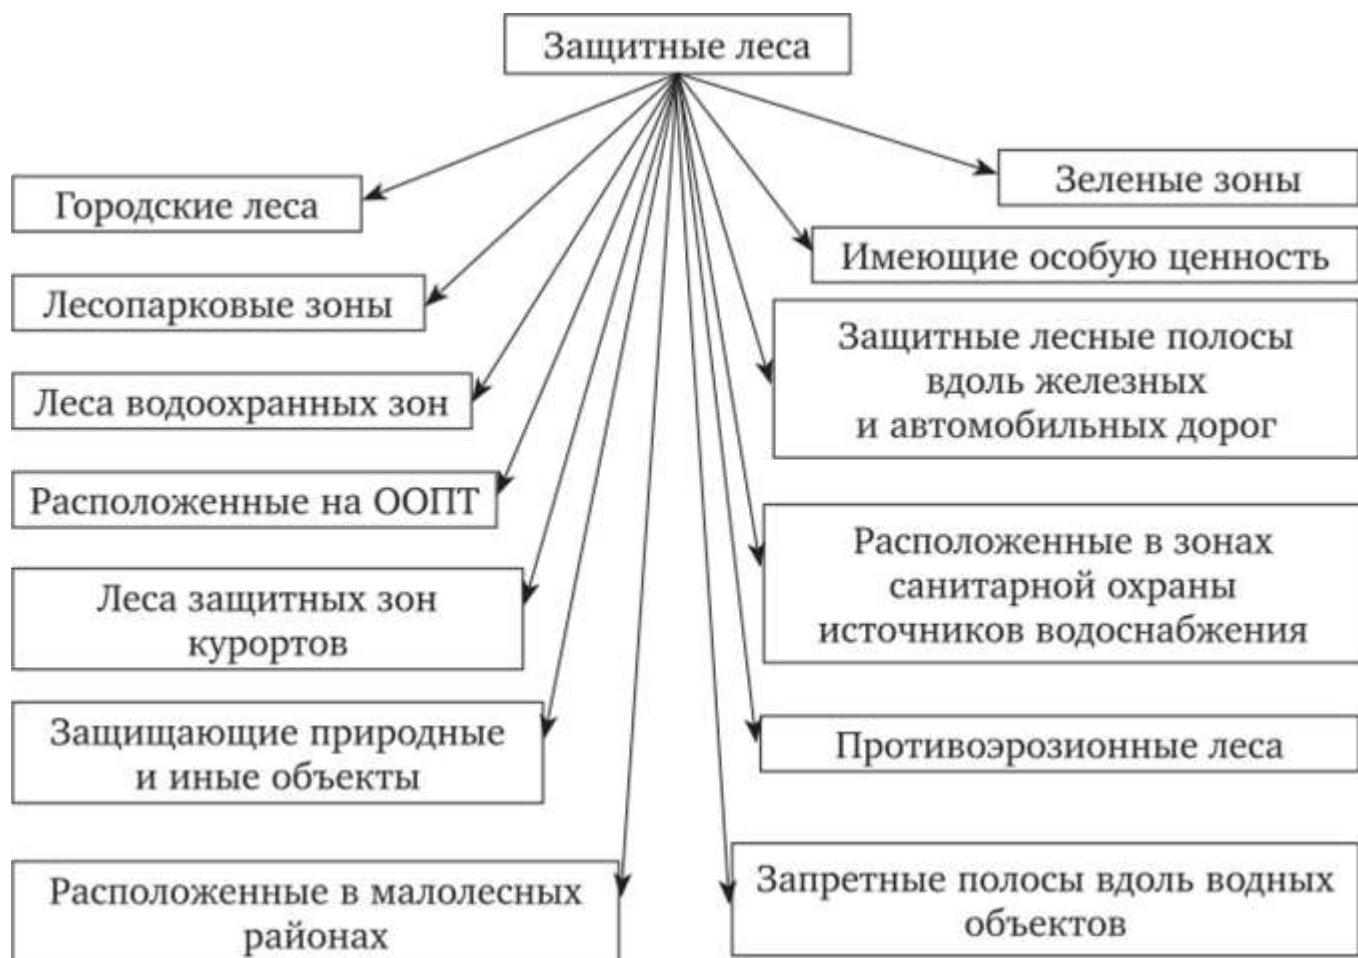 Защитные леса
Городские леса
Лесопарковые зоны
Леса водоохранных зон
Расположенные на ООПТ
Леса защитных зон
курортов
Защищающие природные
и иные объекты
Расположенные в малолесных
районах
Зеленые зоны
Имеющие особую ценность
Защитные лесные полосы
вдоль железных
и автомобильных дорог
Расположенные в зонах
санитарной охраны
источников водоснабжения
Противоэрозионные леса
Запретные полосы вдоль водных
объектов